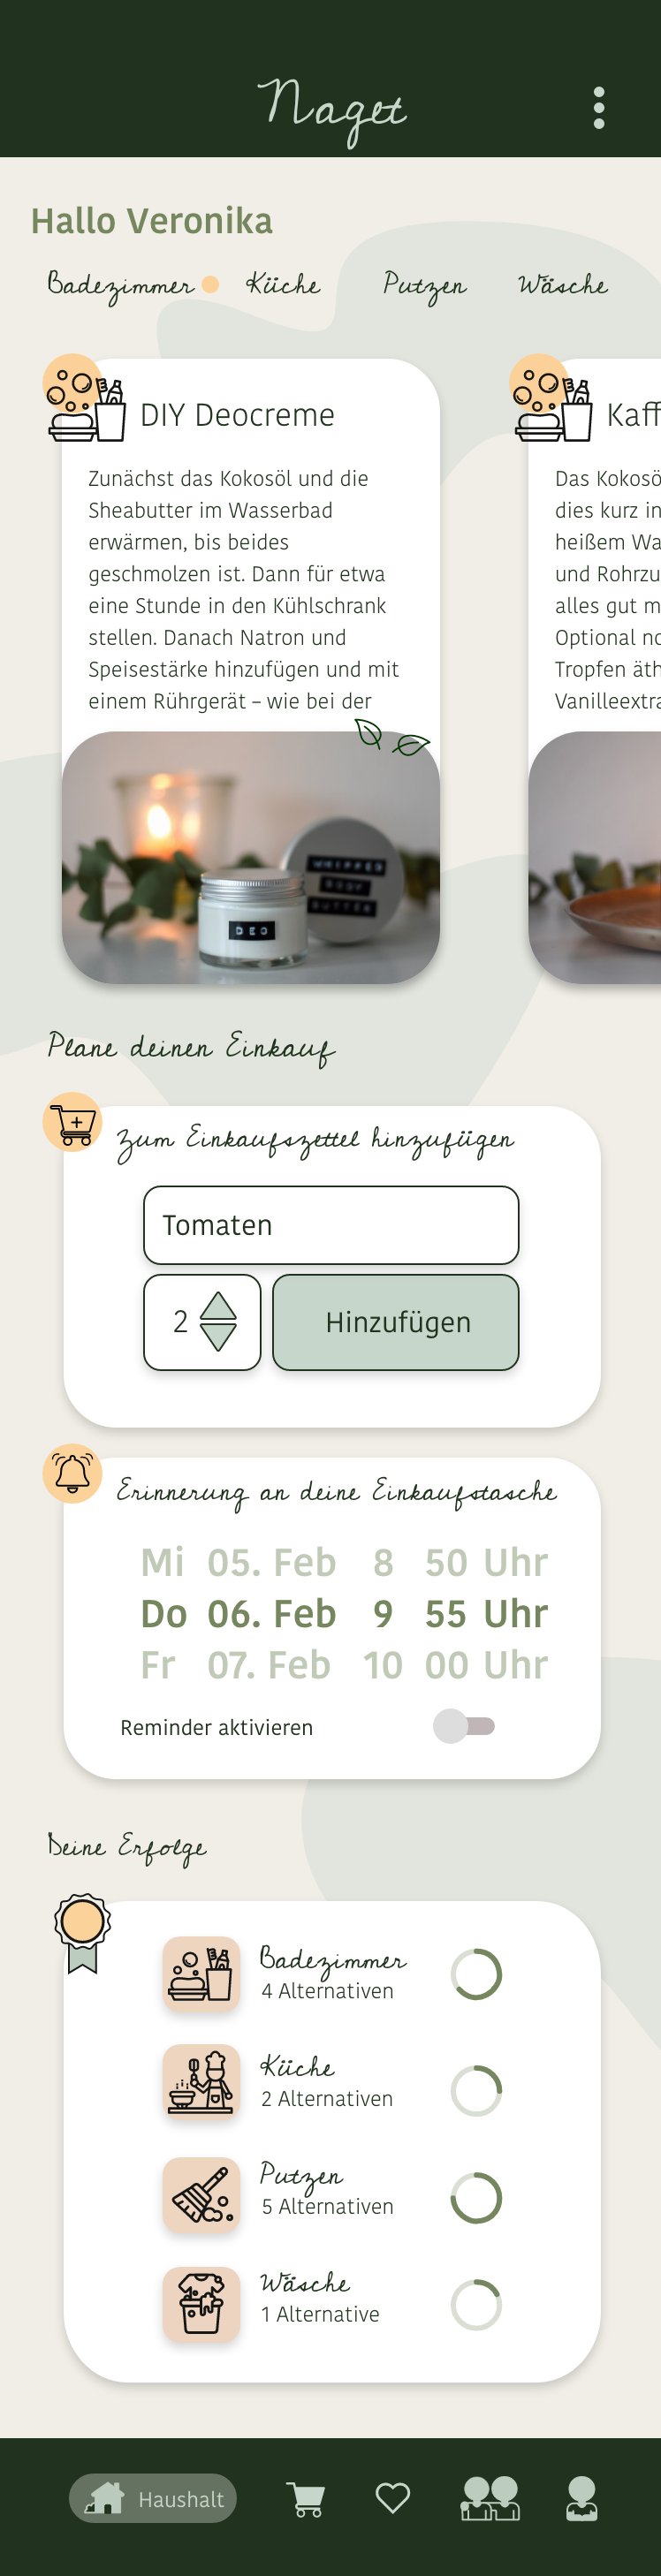 Naget
Hallo Veronika
Badezimmer Küche Putzen Wäsche
DIY Deocreme
Zunächst das Kokosöl und die
Sheabutter im Wasserbad
erwärmen, bis beides
geschmolzen ist. Dann für etwa
eine Stunde in den Kühlschrank
stellen. Danach Natron und
Speisestärke hinzufügen und mit
einem Rührgerät – wie bei der
WHIPPED
BODY
BUTTER
DEO
Kaff
Das Kokosö
dies kurz in
heißem Wa
und Rohrzu
alles gut m
Optional no
Tropfen äth
Vanilleextra
Plane deinen Einkauf
Zum Einkaufszettel hinzufügen
Tomaten
2 Hinzufügen
Erinnerung an deine Einkaufstasche
Mi 05. Feb 8 50 Uhr
Do 06. Feb 9 55 Uhr
Fr 07. Feb 10 00 Uhr
Reminder aktivieren
Deine Erfolge
Badezimmer
4 Alternativen
Küche
2 Alternativen
Putzen
5 Alternativen
Wäsche
1 Alternative
Haushalt